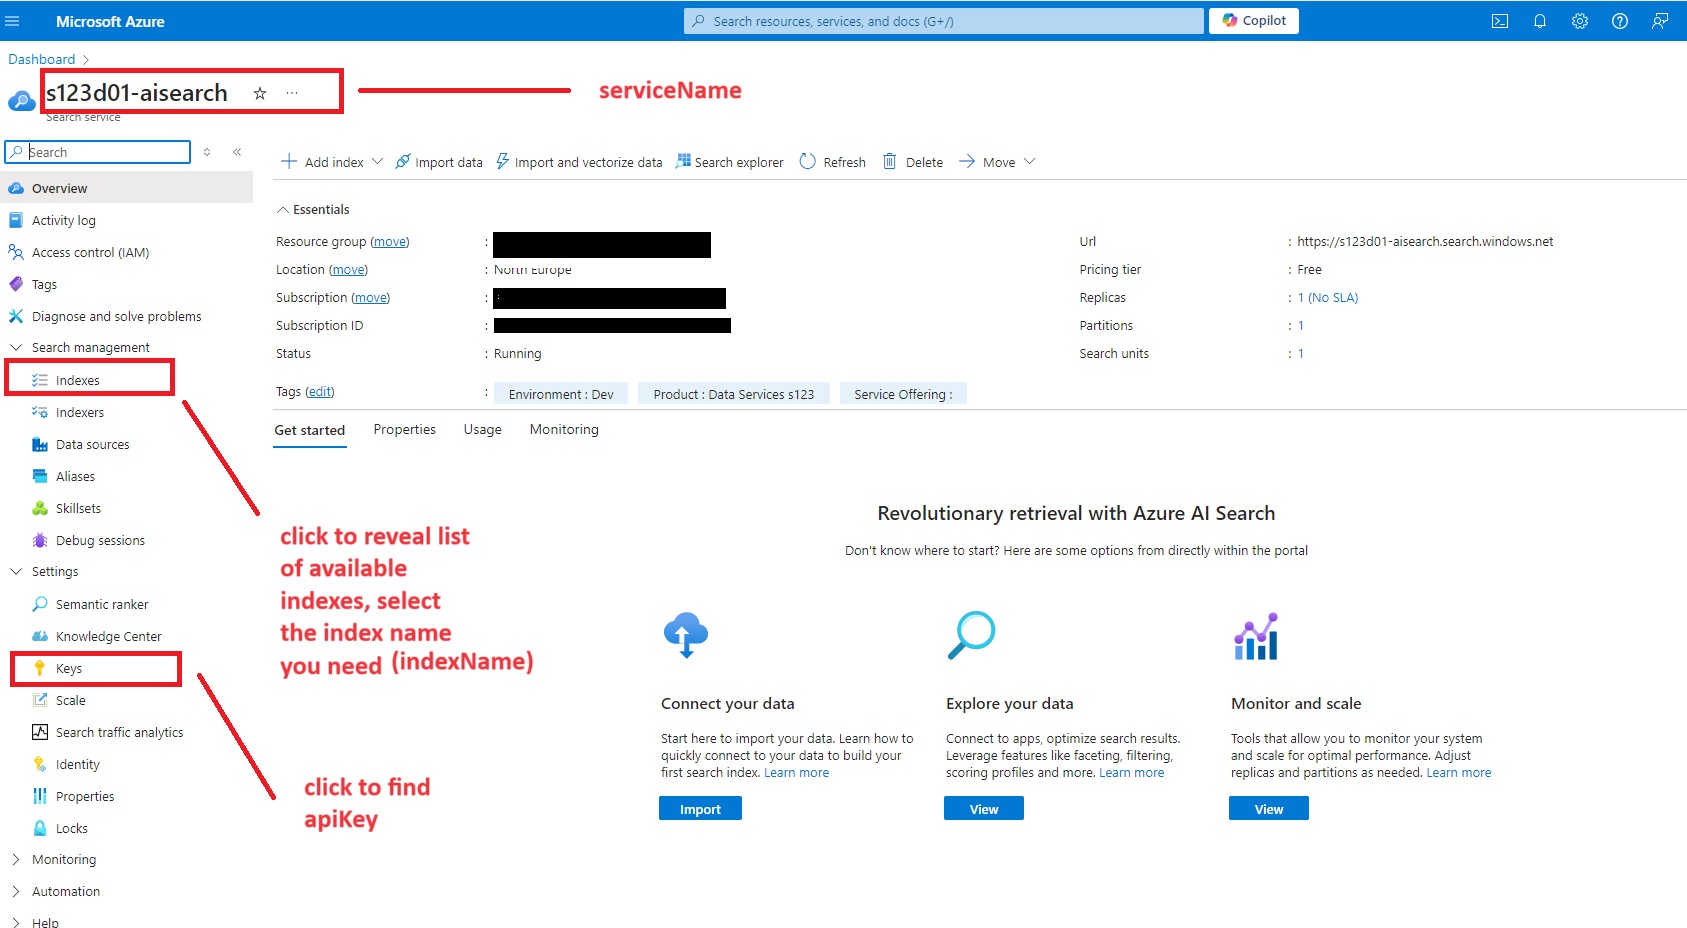 Microsoft Azure
Search resources, services, and docs (G+/)
Copilot
Dashboard
s123d01-aisearch
serviceName
Search service
Search
Add index
Import data
Import and vectorize data
Search explorer
Refresh
Delete
Move
Overview
Activity log
Access control (IAM)
Tags
Diagnose and solve problems
Search management
Indexes
Indexers
Data sources
Aliases
Skillsets
Debug sessions
Settings
Semantic ranker
Knowledge Center
Keys
Scale
Search traffic analytics
Identity
Properties
Locks
Monitoring
Automation
Help
Essentials
Resource group (move) :
Location (move) : North Europe
Subscription (move) :
Subscription ID :
Status : Running
Url : https://s123d01-aisearch.search.windows.net
Pricing tier : Free
Replicas : 1 (No SLA)
Partitions : 1
Search units : 1
Tags (edit) : Environment : Dev Product : Data Services s123 Service Offering :
Get started Properties Usage Monitoring
click to reveal list
of available
indexes, select
the index name
you need (indexName)
click to find
apiKey
Revolutionary retrieval with Azure AI Search
Don't know where to start? Here are some options from directly within the portal
Connect your data
Start here to import your data. Learn how to
quickly connect to your data to build your
first search index. Learn more
Import
Explore your data
Connect to apps, optimize search results.
Leverage features like faceting, filtering,
scoring profiles and more. Learn more
View
Monitor and scale
Tools that allow you to monitor your system
and scale for optimal performance. Adjust
replicas and partitions as needed. Learn more
View